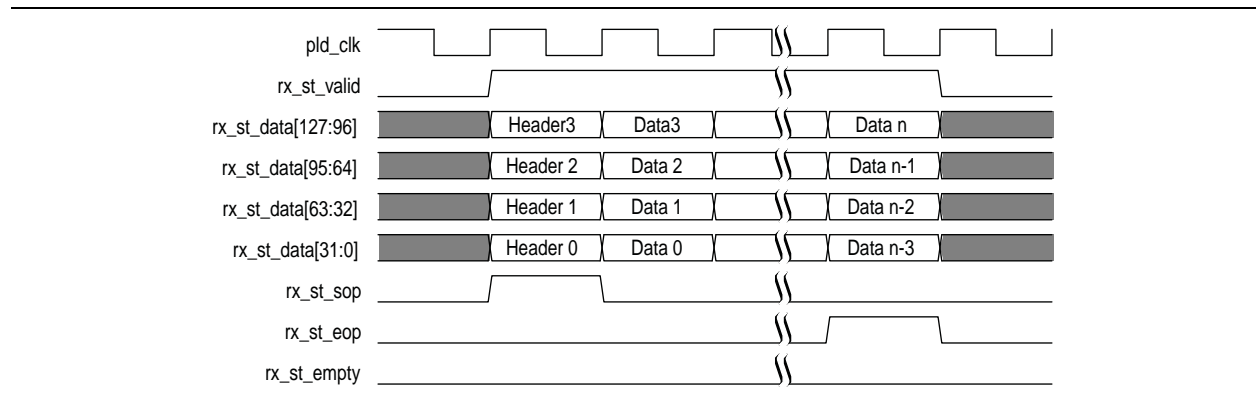 pld_clk
rx_st_valid
rx_st_data[127:96] Header3 Data3 Data n
rx_st_data[95:64] Header 2 Data 2 Data n-1
rx_st_data[63:32] Header 1 Data 1 Data n-2
rx_st_data[31:0] Header 0 Data 0 Data n-3
rx_st_sop
rx_st_eop
rx_st_empty